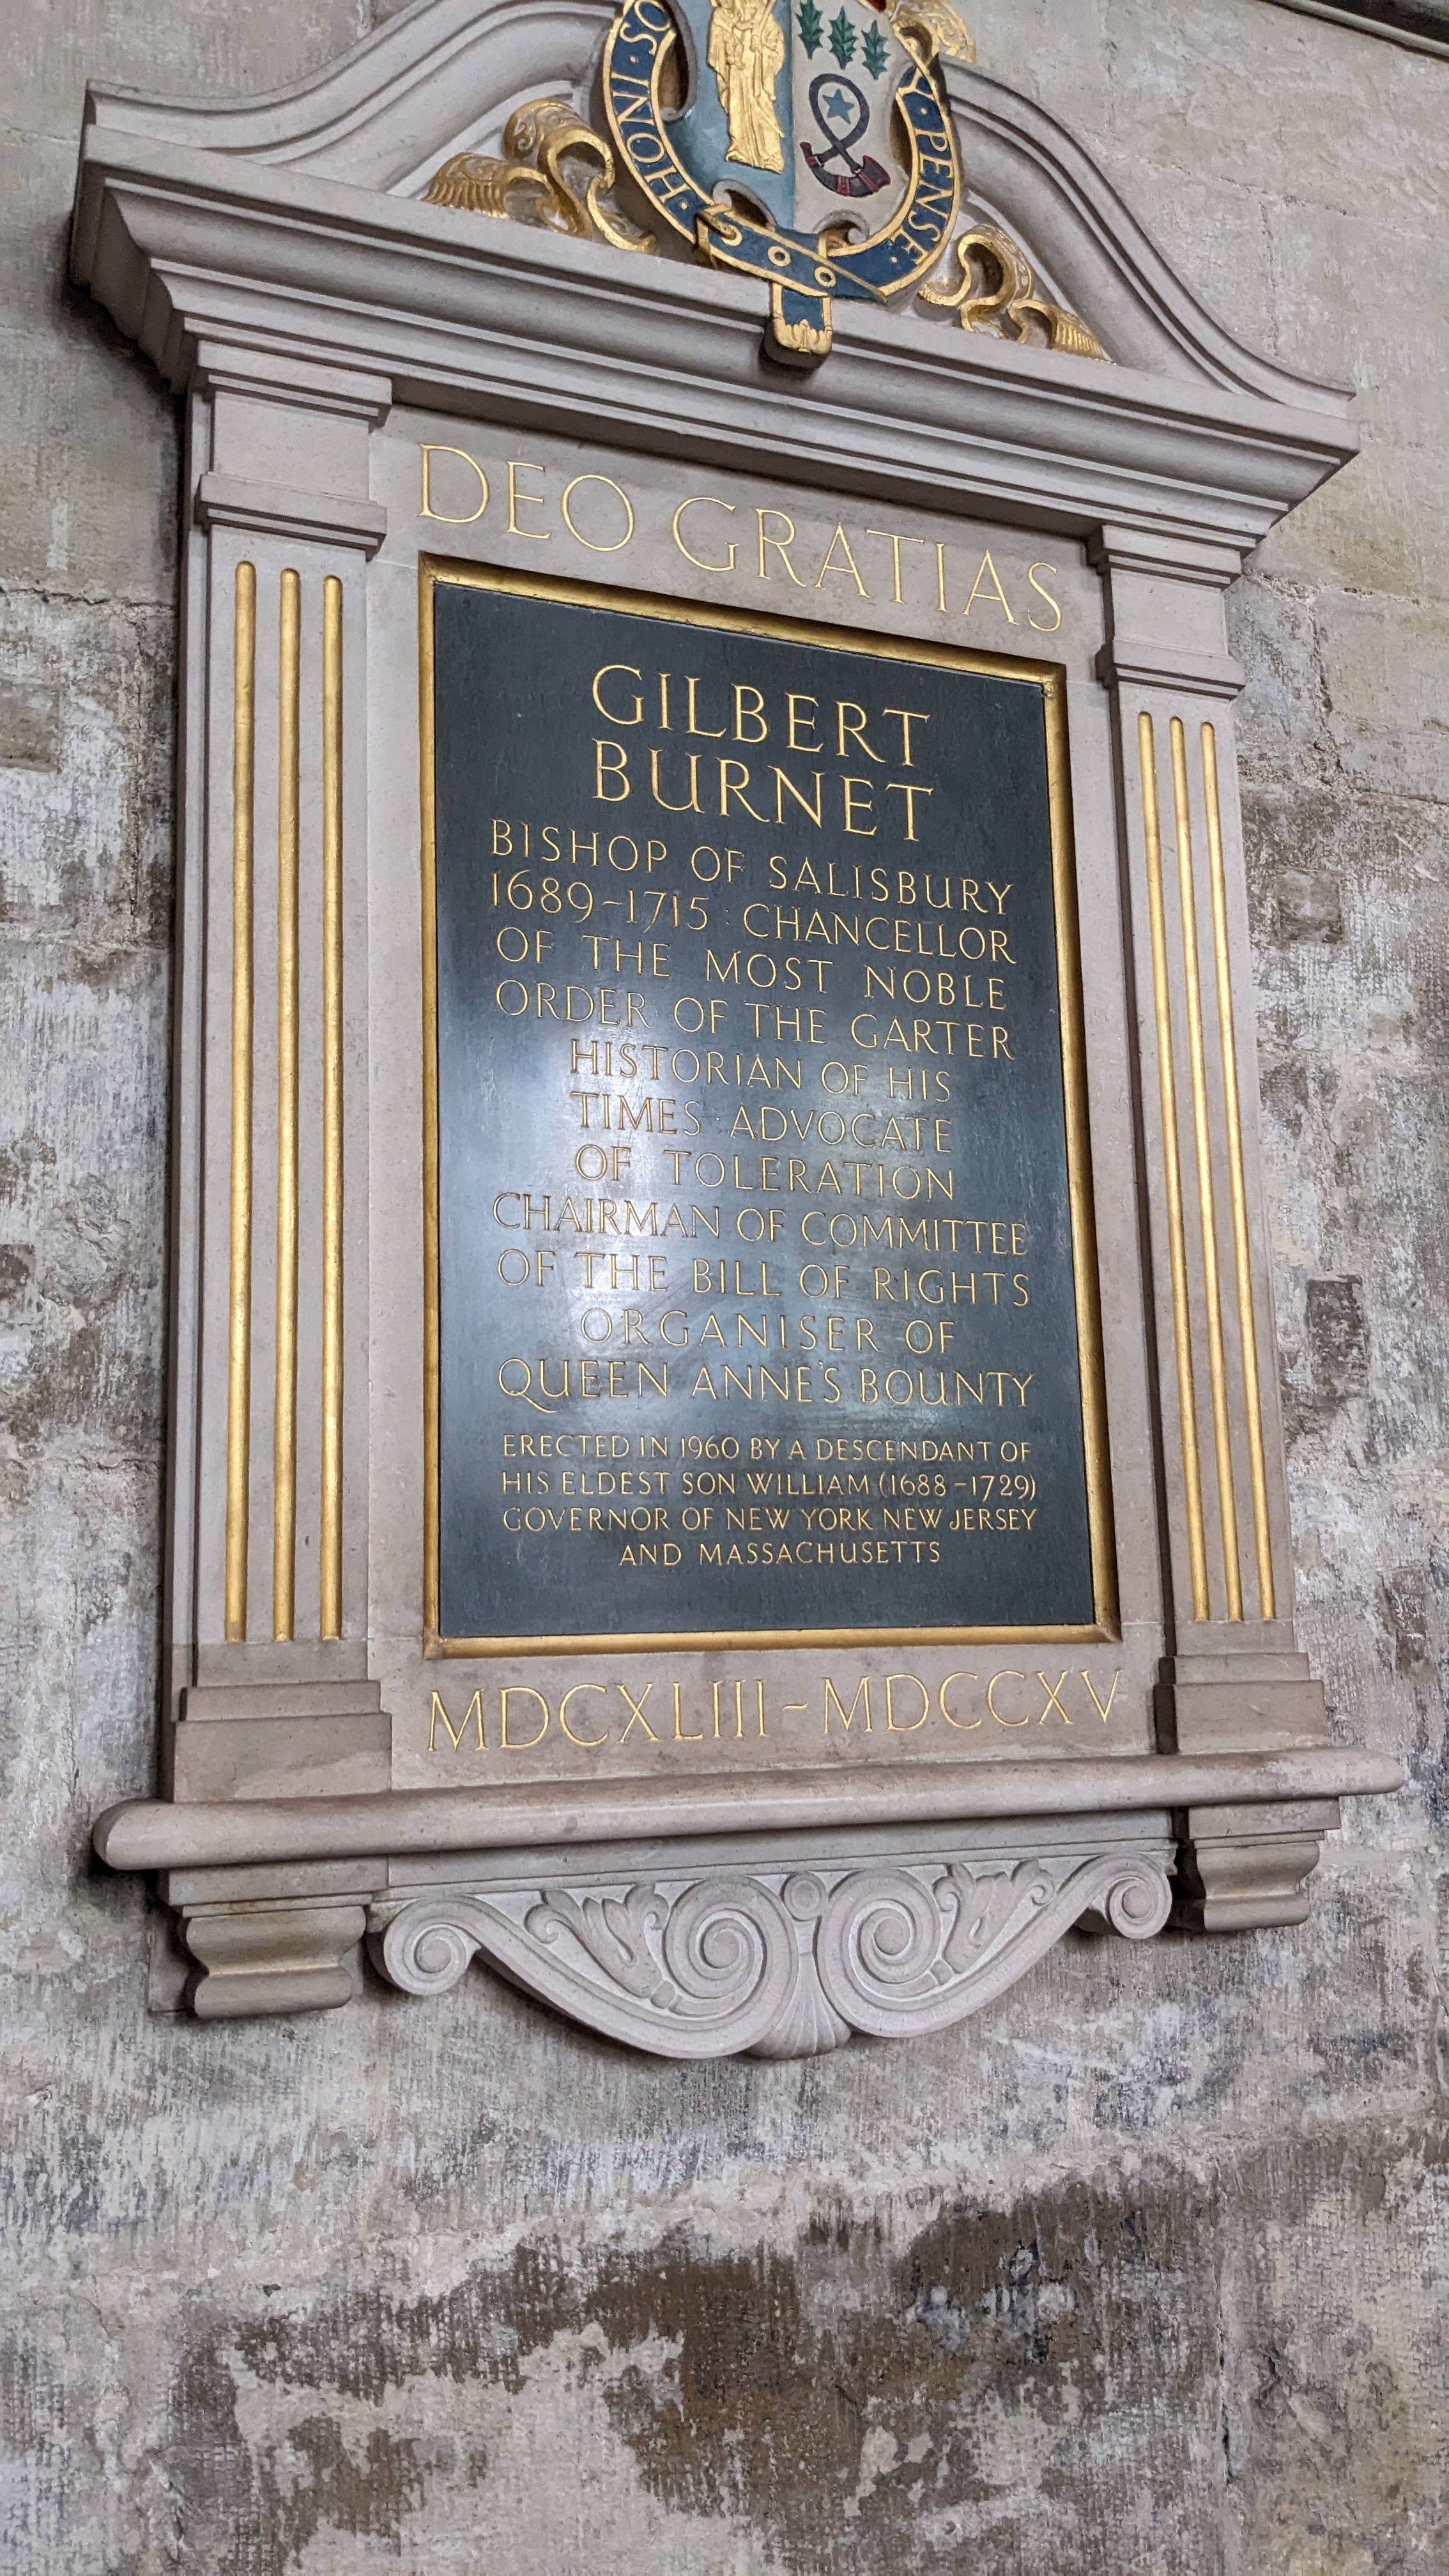 OS · INOH
· PENSE ·
DEO GRATIAS
GILBERT
BURNET
BISHOP OF SALISBURY
1689-1715 : CHANCELLOR
OF THE MOST NOBLE
ORDER OF THE GARTER
HISTORIAN OF HIS
TIMES : ADVOCATE
OF TOLERATION
CHAIRMAN OF COMMITTEE
OF THE BILL OF RIGHTS
ORGANISER OF
QUEEN ANNE'S BOUNTY
ERECTED IN 1960 BY A DESCENDANT OF
HIS ELDEST SON WILLIAM (1688-1729)
GOVERNOR OF NEW YORK NEW JERSEY
AND MASSACHUSETTS
MDCXLIII-MDCCXV